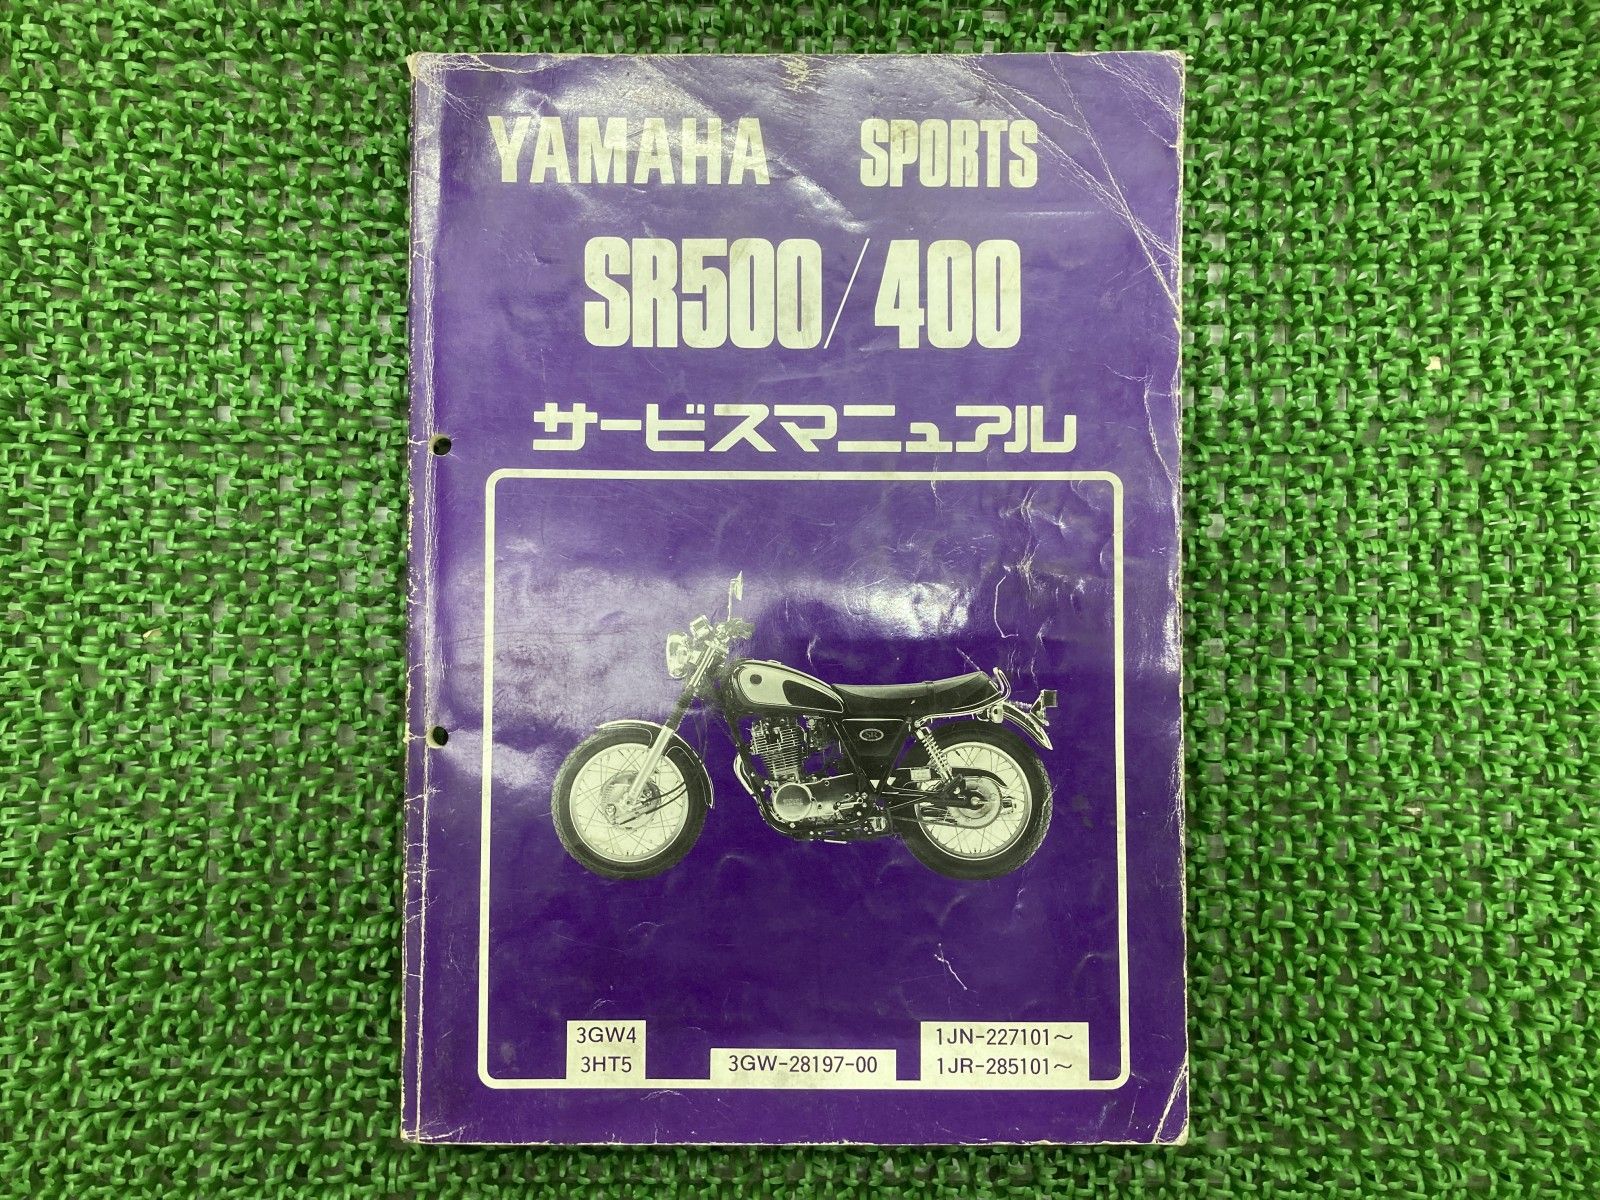 YAMAHA SPORTS
SR500/400
サービスマニュアル
3GW4
3HT5
3GW-28197-00
1JN-227101～
1JR-285101～